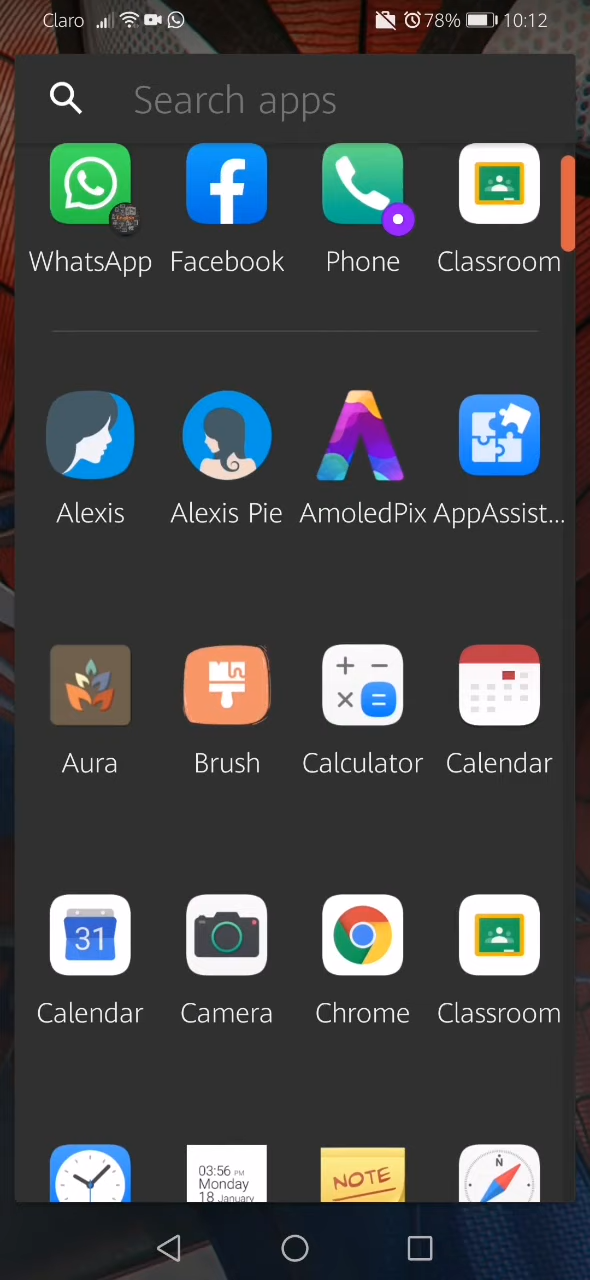 Claro 78% 10:12
Search apps
WhatsApp Facebook Phone Classroom
Alexis Alexis Pie AmoledPix AppAssist...
Aura Brush Calculator Calendar
31
Calendar Camera Chrome Classroom
03:56 PM
Monday
18 January
NOTE
N